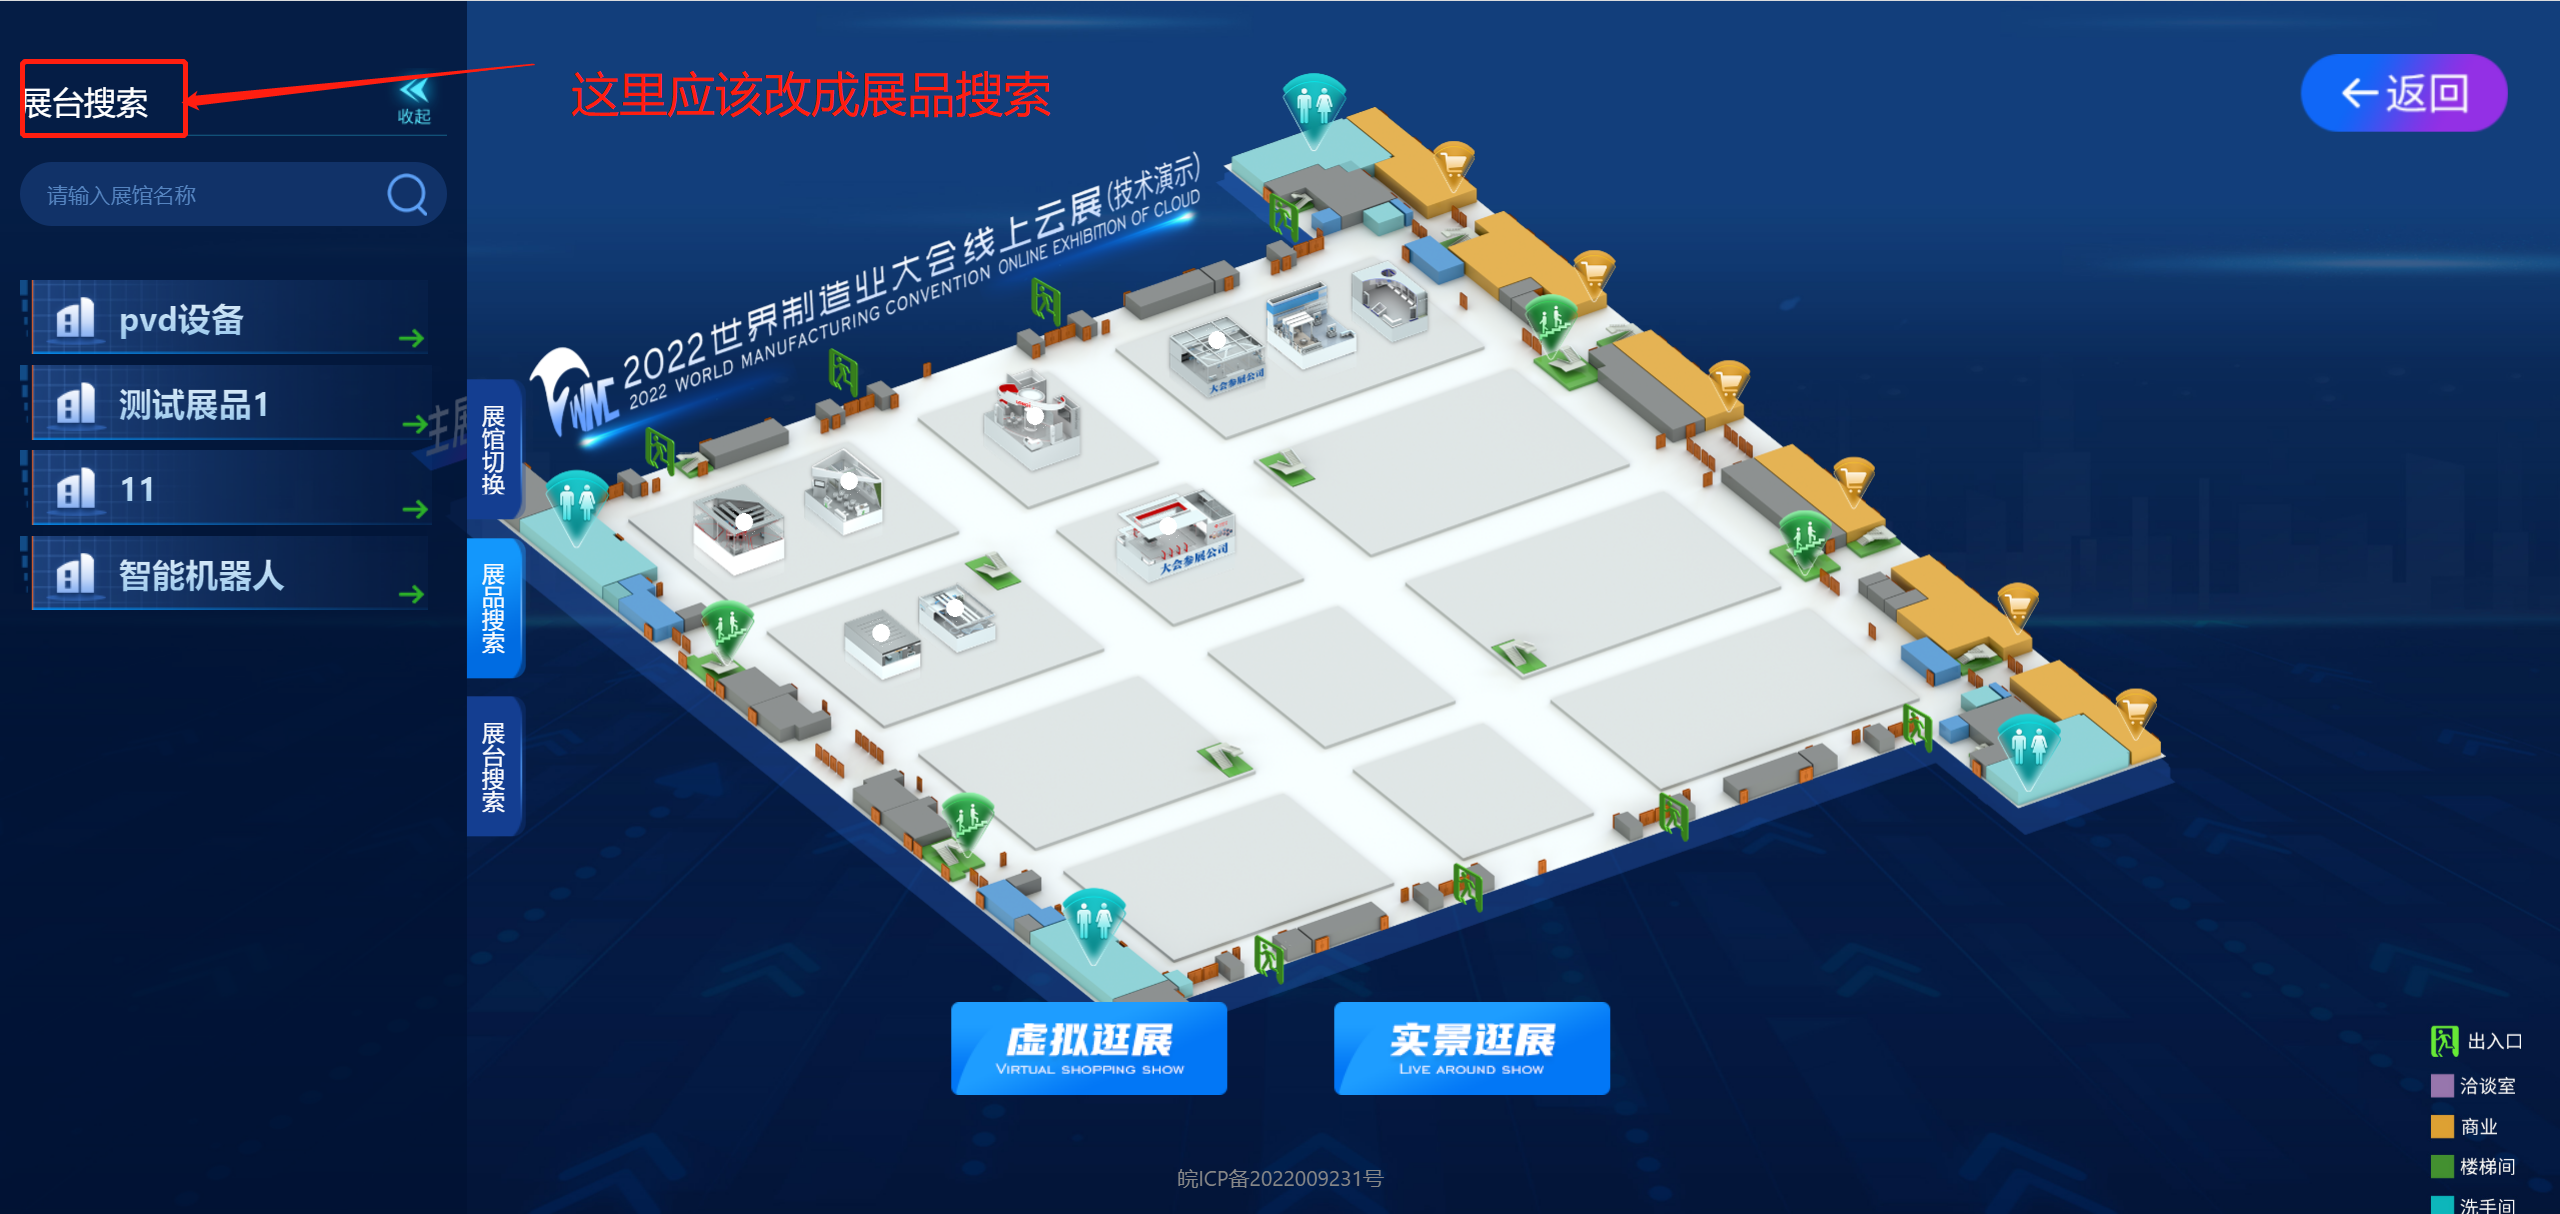 展台搜索
收起
这里应该改成展品搜索
返回
请输入展馆名称
pvd设备
测试展品1
11
智能机器人
主展
展馆切换
展品搜索
展台搜索
WMC
2022世界制造业大会线上云展(技术演示)
2022 WORLD MANUFACTURING CONVENTION ONLINE EXHIBITION OF CLOUD
大会参展公司
大会参展公司
虚拟逛展
VIRTUAL SHOPPING SHOW
实景逛展
LIVE AROUND SHOW
出入口
洽谈室
商业
楼梯间
洗手间
皖ICP备2022009231号